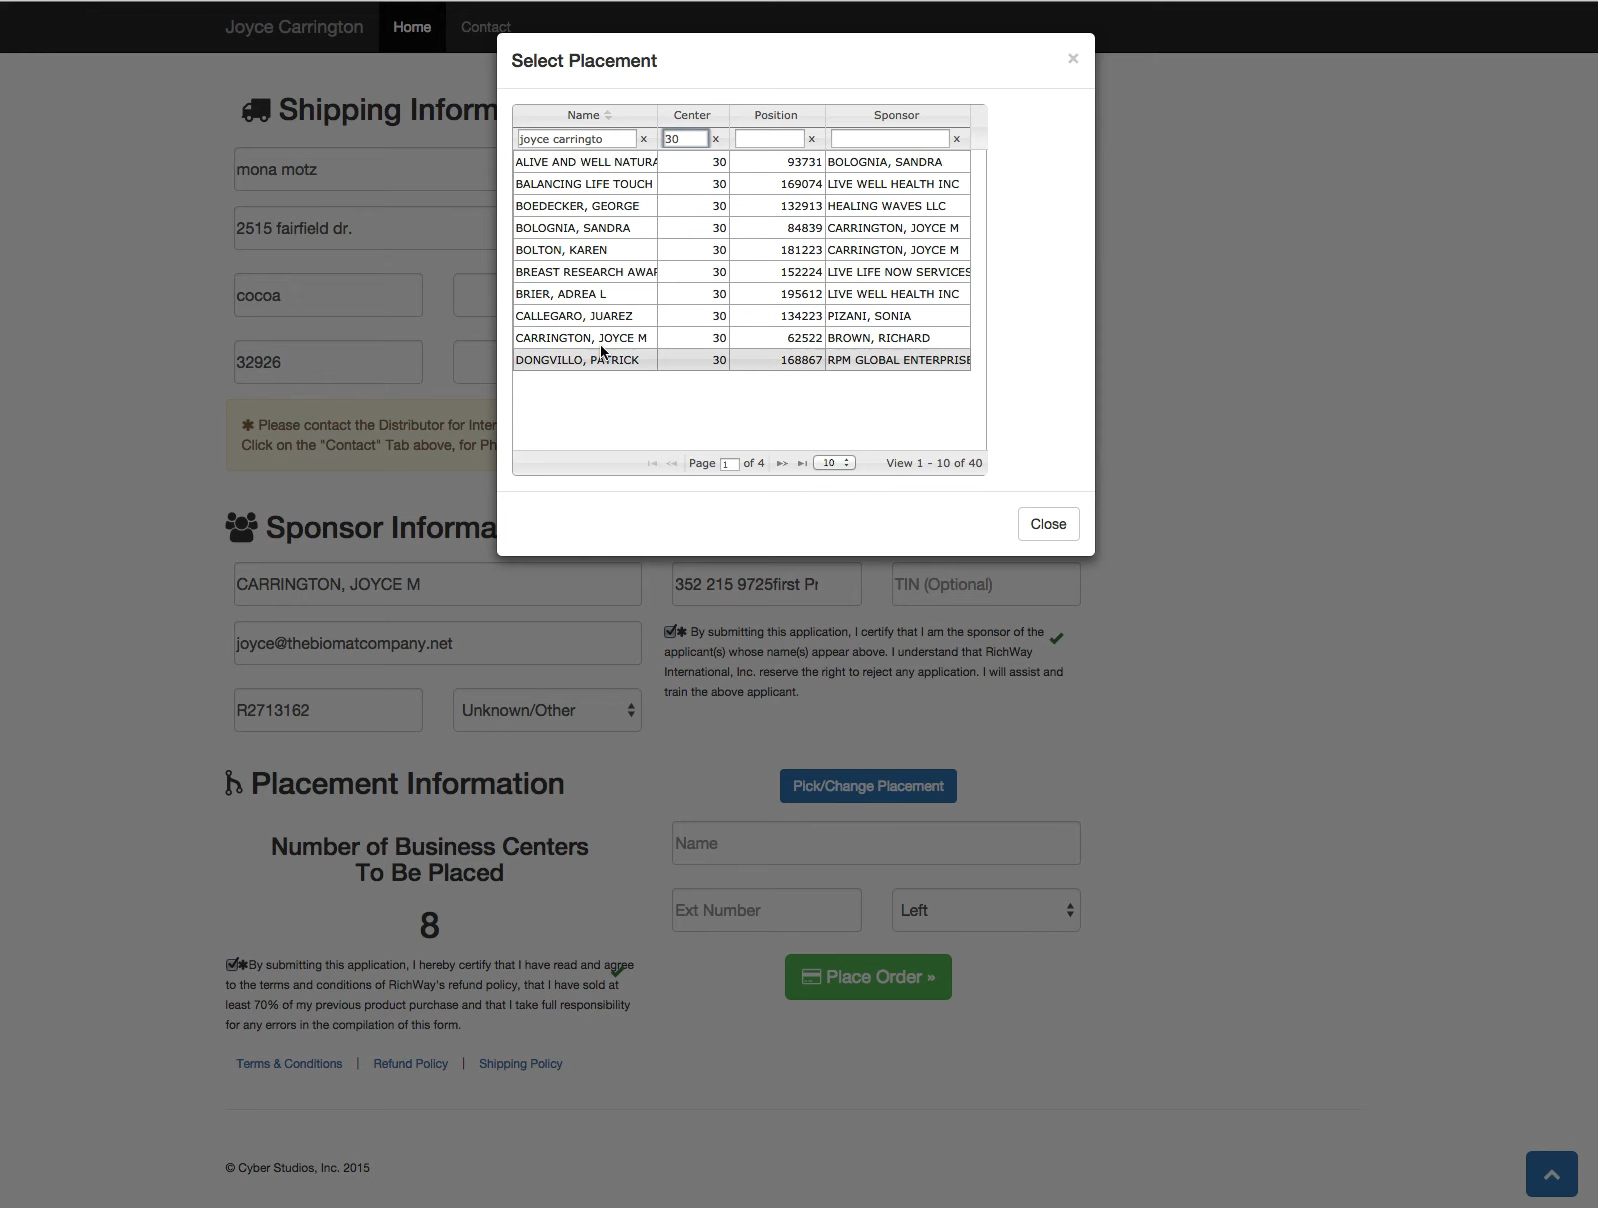 Joyce Carrington Home Contact
Select Placement ×
Name Center Position Sponsor
joyce carringto x 30 x x x
ALIVE AND WELL NATURA 30 93731 BOLOGNIA, SANDRA
BALANCING LIFE TOUCH 30 169074 LIVE WELL HEALTH INC
BOEDECKER, GEORGE 30 132913 HEALING WAVES LLC
BOLOGNIA, SANDRA 30 84839 CARRINGTON, JOYCE M
BOLTON, KAREN 30 181223 CARRINGTON, JOYCE M
BREAST RESEARCH AWAR 30 152224 LIVE LIFE NOW SERVICES
BRIER, ADREA L 30 195612 LIVE WELL HEALTH INC
CALLEGARO, JUAREZ 30 134223 PIZANI, SONIA
CARRINGTON, JOYCE M 30 62522 BROWN, RICHARD
DONGVILLO, PATRICK 30 168867 RPM GLOBAL ENTERPRISE
Page 1 of 4 10 View 1 - 10 of 40
Close
Shipping Inform
mona motz
2515 fairfield dr.
cocoa
32926
✱ Please contact the Distributor for Inter
Click on the "Contact" Tab above, for Ph
Sponsor Informa
CARRINGTON, JOYCE M
joyce@thebiomatcompany.net
R2713162 Unknown/Other
352 215 9725first Pr TIN (Optional)
✱ By submitting this application, I certify that I am the sponsor of the
applicant(s) whose name(s) appear above. I understand that RichWay
International, Inc. reserve the right to reject any application. I will assist and
train the above applicant.
Placement Information
Pick/Change Placement
Number of Business Centers
To Be Placed
8
Name
Ext Number Left
✱By submitting this application, I hereby certify that I have read and agree
to the terms and conditions of RichWay's refund policy, that I have sold at
least 70% of my previous product purchase and that I take full responsibility
for any errors in the compilation of this form.
Place Order »
Terms & Conditions | Refund Policy | Shipping Policy
© Cyber Studios, Inc. 2015